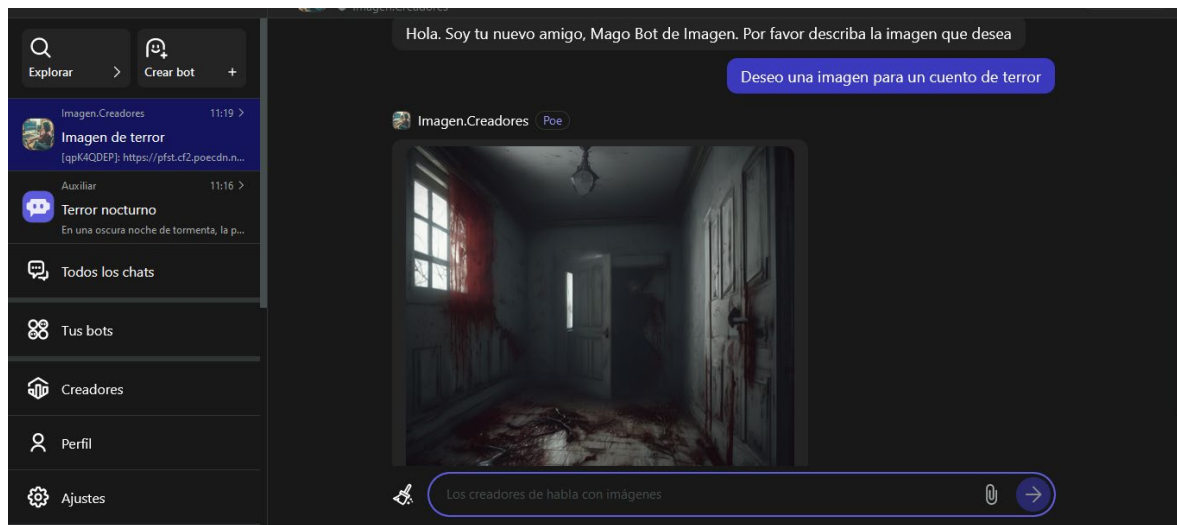 Imagen.Creadores
Explorar
Crear bot
Imagen.Creadores 11:19
Imagen de terror
[qpK4QDEP]: https://pfst.cf2.poecdn.n...
Auxiliar 11:16
Terror nocturno
En una oscura noche de tormenta, la p...
Todos los chats
Tus bots
Creadores
Perfil
Ajustes
Hola. Soy tu nuevo amigo, Mago Bot de Imagen. Por favor describa la imagen que desea
Deseo una imagen para un cuento de terror
Imagen.Creadores Poe
Los creadores de habla con imágenes